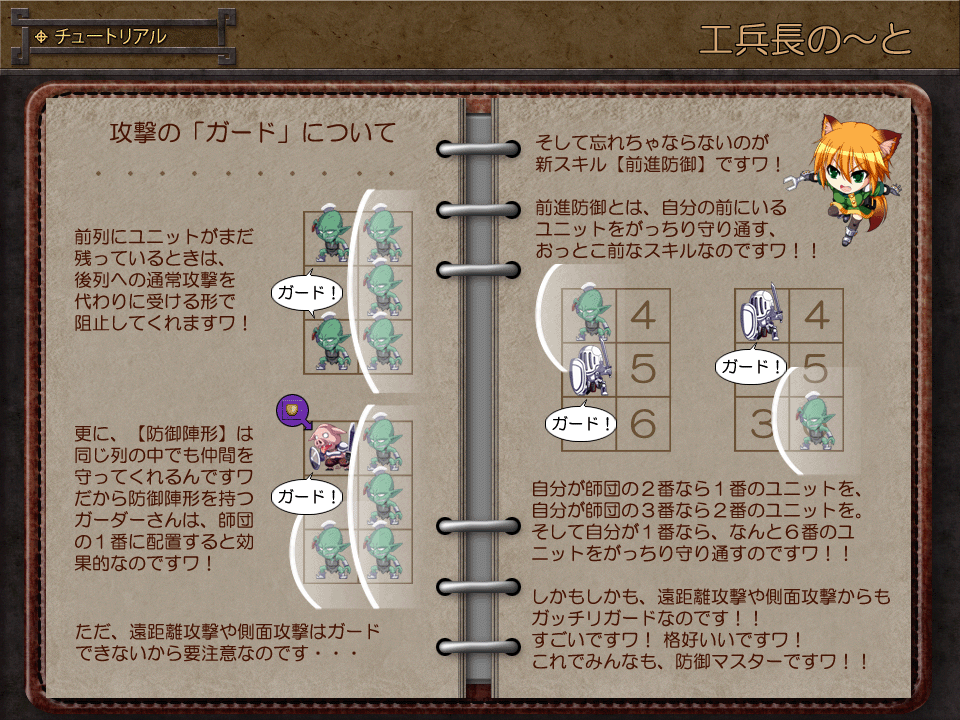 チュートリアル
工兵長の～と
攻撃の「ガード」について
前列にユニットがまだ
残っているときは、
後列への通常攻撃を
代わりに受ける形で
阻止してくれますワ！
ガード！
更に、【防御陣形】は
同じ列の中でも仲間を
守ってくれるんですワ
だから防御陣形を持つ
ガーダーさんは、師団
の１番に配置すると効
果的なのですワ！
ガード！
ただ、遠距離攻撃や側面攻撃はガード
できないから要注意なのです・・・
そして忘れちゃならないのが
新スキル【前進防御】ですワ！
前進防御とは、自分の前にいる
ユニットをがっちり守り通す、
おっとこ前なスキルなのですワ！！
4
5
6
ガード！
4
5
3
ガード！
自分が師団の２番なら１番のユニットを、
自分が師団の３番なら２番のユニットを。
そして自分が１番なら、なんと６番のユ
ニットをがっちり守り通すのですワ！！
しかもしかも、遠距離攻撃や側面攻撃からも
ガッチリガードなのです！！
すごいですワ！ 格好いいですワ！
これでみんなも、防御マスターですワ！！